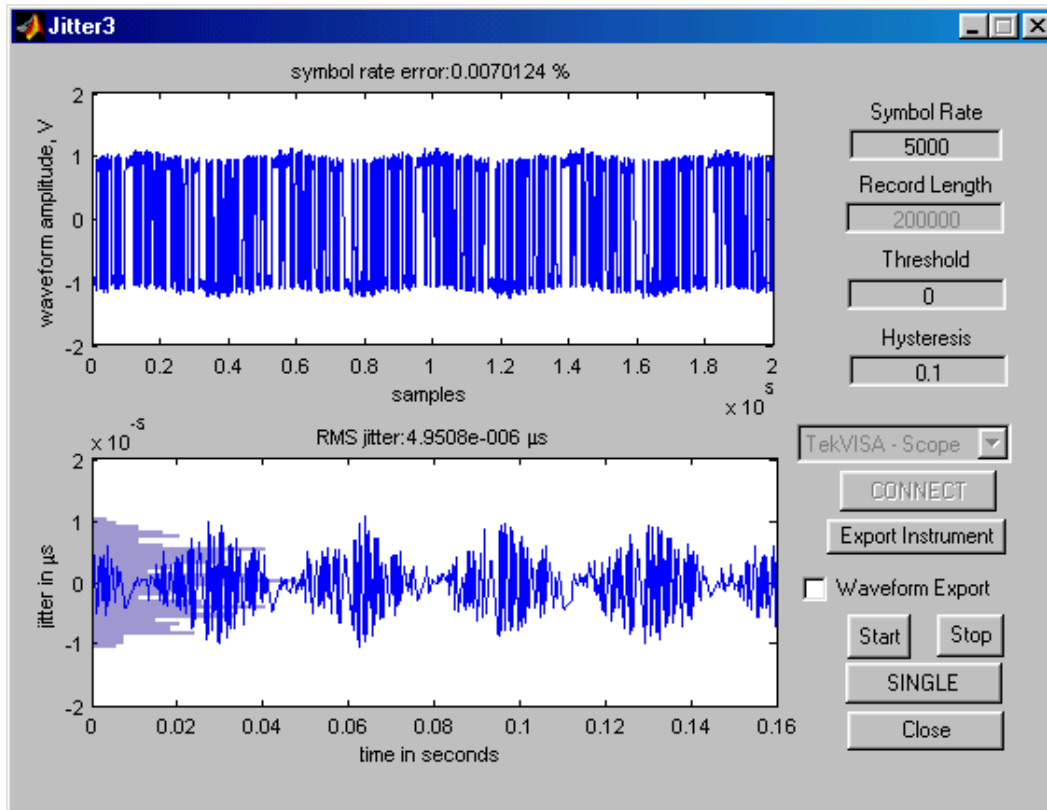 Jitter3
symbol rate error:0.0070124 %
waveform amplitude, V
2
1
0
-1
-2
0 0.2 0.4 0.6 0.8 1 1.2 1.4 1.6 1.8 2
samples
x 10^5
x 10^-5
RMS jitter:4.9508e-006 µs
jitter in µs
2
1
0
-1
-2
0 0.02 0.04 0.06 0.08 0.1 0.12 0.14 0.16
time in seconds
Symbol Rate
5000
Record Length
200000
Threshold
0
Hysteresis
0.1
TekVISA - Scope
CONNECT
Export Instrument
Waveform Export
Start Stop
SINGLE
Close